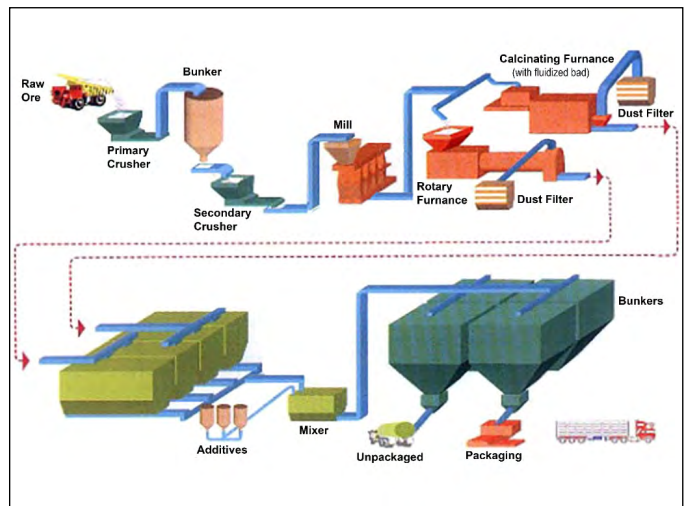 Raw
Ore
Bunker
Primary
Crusher
Secondary
Crusher
Mill
Calcinating Furnance
(with fluidized bad)
Dust Filter
Rotary
Furnance
Dust Filter
Bunkers
Additives
Mixer
Unpackaged
Packaging